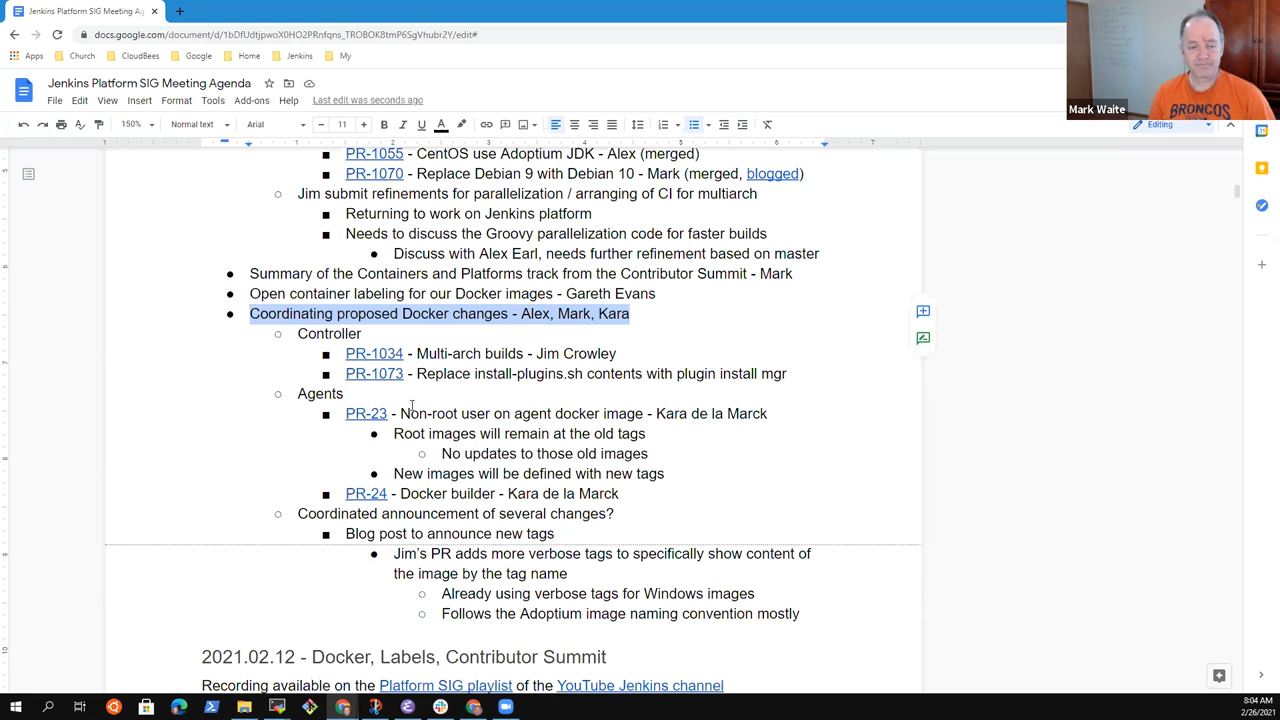 Jenkins Platform SIG Meeting Ag
docs.google.com/document/d/1bDfUdtjpwoX0HO2PRnfqns_TROBOK8tmP6SgVhubr2Y/edit#
Apps Church CloudBees Google Home Jenkins My
Jenkins Platform SIG Meeting Agenda
File Edit View Insert Format Tools Add-ons Help Last edit was seconds ago
150% Normal text Arial 11
Editing
Mark Waite
BRONCOS
1 1 2 3 4 5 6 7
PR-1055 - CentOS use Adoptium JDK - Alex (merged)
PR-1070 - Replace Debian 9 with Debian 10 - Mark (merged, blogged)
Jim submit refinements for parallelization / arranging of CI for multiarch
Returning to work on Jenkins platform
Needs to discuss the Groovy parallelization code for faster builds
Discuss with Alex Earl, needs further refinement based on master
Summary of the Containers and Platforms track from the Contributor Summit - Mark
Open container labeling for our Docker images - Gareth Evans
Coordinating proposed Docker changes - Alex, Mark, Kara
Controller
PR-1034 - Multi-arch builds - Jim Crowley
PR-1073 - Replace install-plugins.sh contents with plugin install mgr
Agents
PR-23 - Non-root user on agent docker image - Kara de la Marck
Root images will remain at the old tags
No updates to those old images
New images will be defined with new tags
PR-24 - Docker builder - Kara de la Marck
Coordinated announcement of several changes?
Blog post to announce new tags
Jim's PR adds more verbose tags to specifically show content of
the image by the tag name
Already using verbose tags for Windows images
Follows the Adoptium image naming convention mostly
2021.02.12 - Docker, Labels, Contributor Summit
Recording available on the Platform SIG playlist of the YouTube Jenkins channel
8:04 AM
2/26/2021